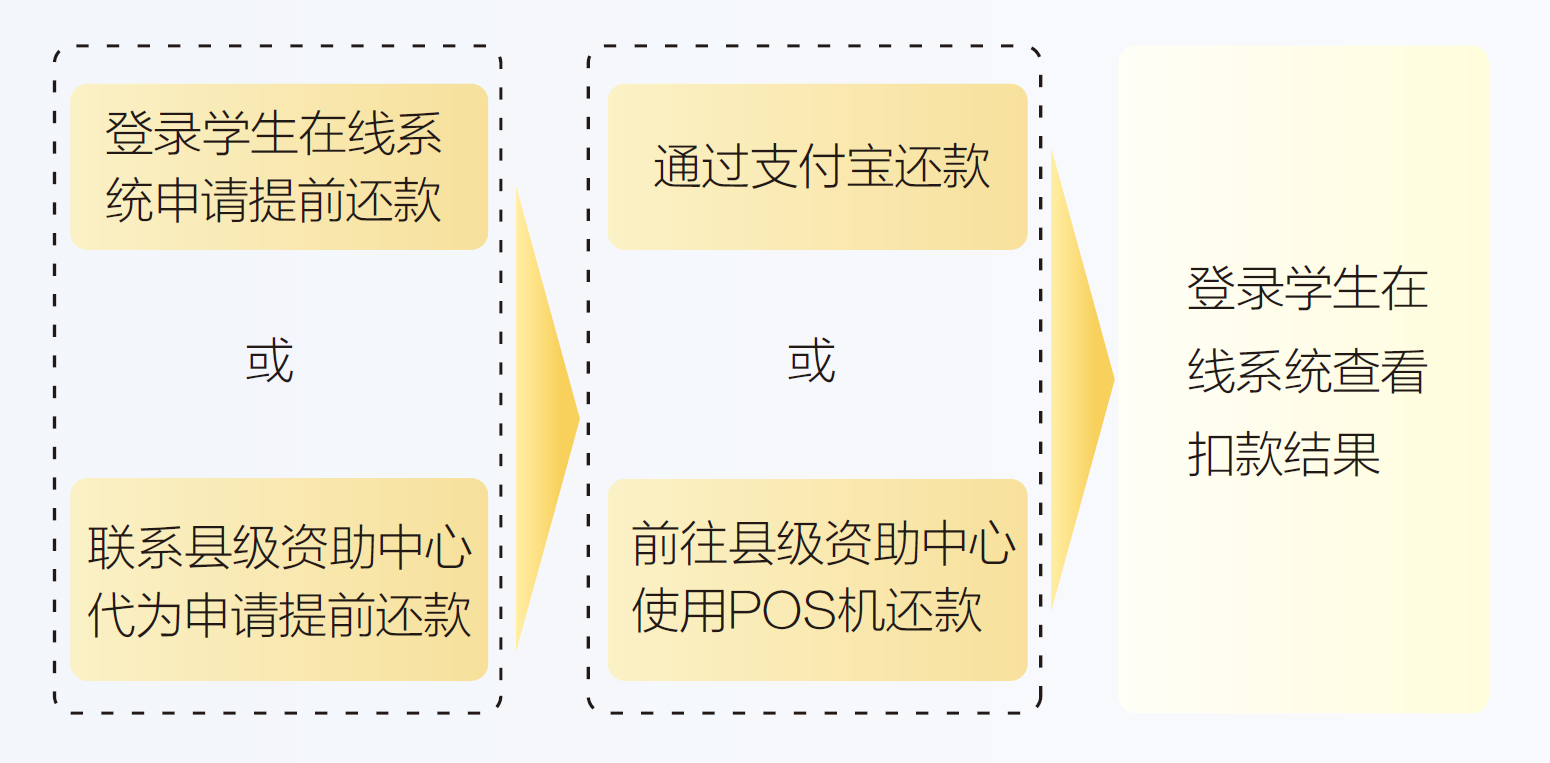 登录学生在线系
统申请提前还款
或
联系县级资助中心
代为申请提前还款
通过支付宝还款
或
前往县级资助中心
使用POS机还款
登录学生在
线系统查看
扣款结果